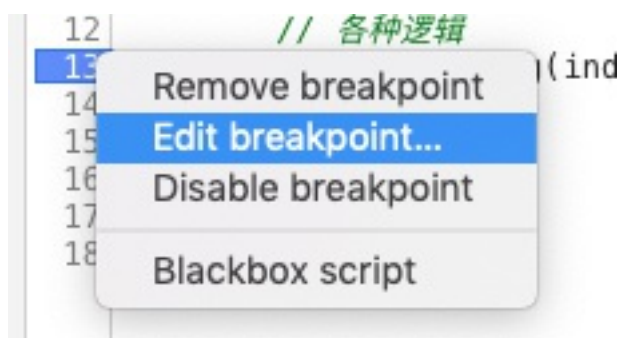 12 // 各种逻辑
13 (ind
Remove breakpoint
14
15 Edit breakpoint...
16 Disable breakpoint
17
18 Blackbox script